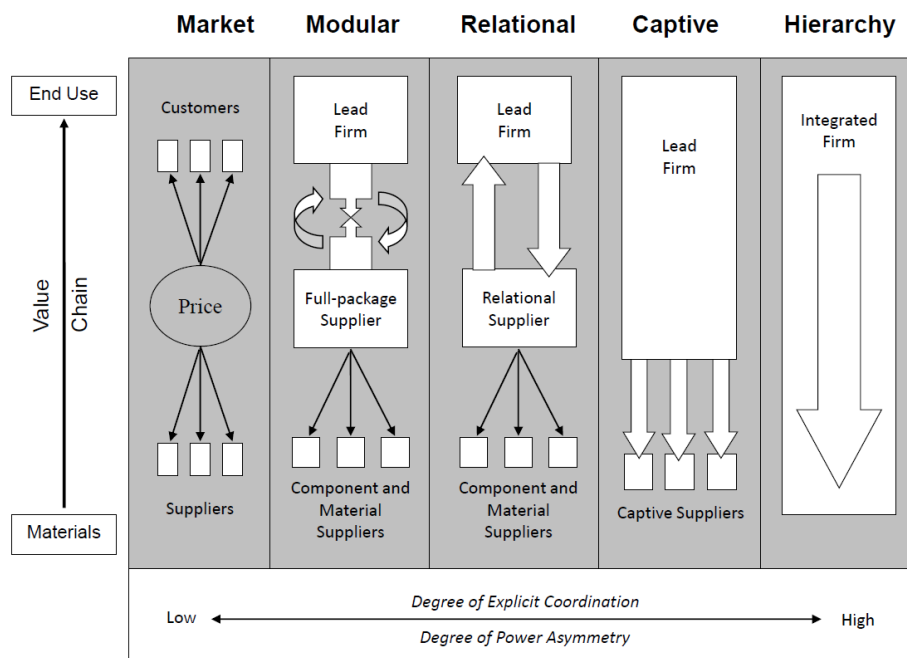 Market
Modular
Relational
Captive
Hierarchy
End Use
Value
Chain
Materials
Customers
Price
Suppliers
Lead
Firm
Full-package
Supplier
Component and
Material
Suppliers
Lead
Firm
Relational
Supplier
Component and
Material
Suppliers
Lead
Firm
Captive Suppliers
Integrated
Firm
Low
Degree of Explicit Coordination
Degree of Power Asymmetry
High